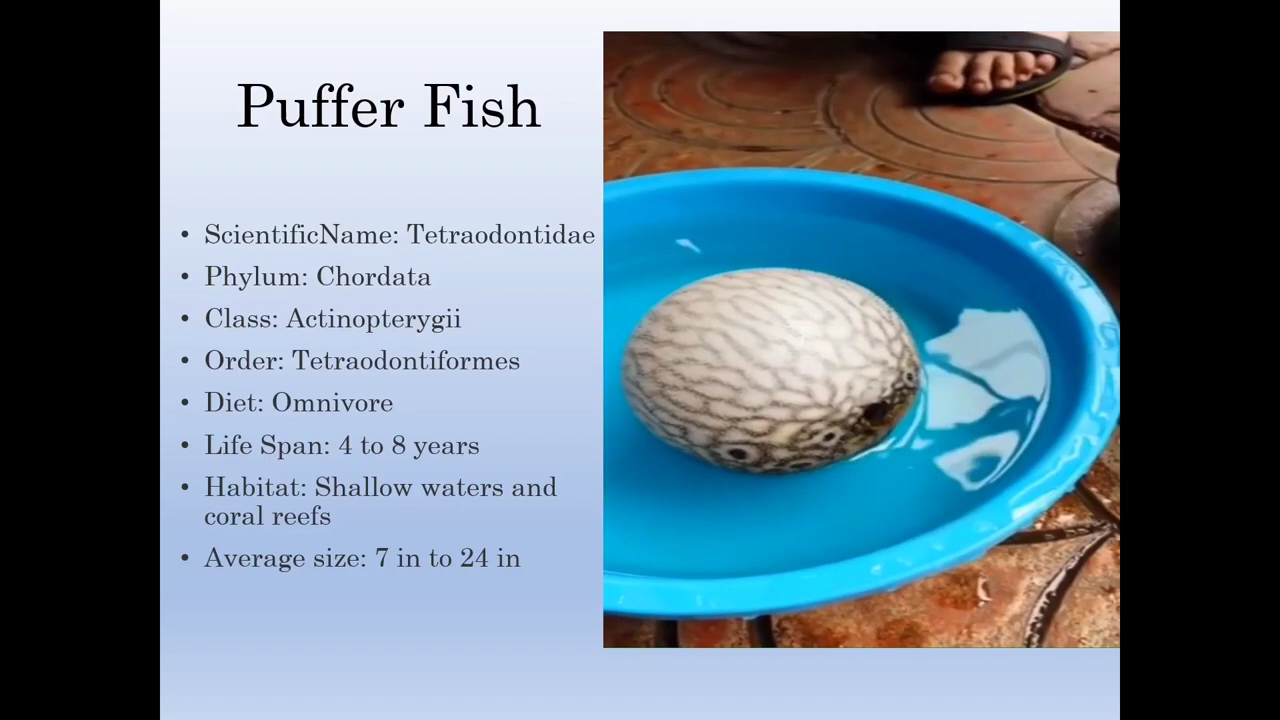 Puffer Fish
• ScientificName: Tetraodontidae
• Phylum: Chordata
• Class: Actinopterygii
• Order: Tetraodontiformes
• Diet: Omnivore
• Life Span: 4 to 8 years
• Habitat: Shallow waters and
coral reefs
• Average size: 7 in to 24 in